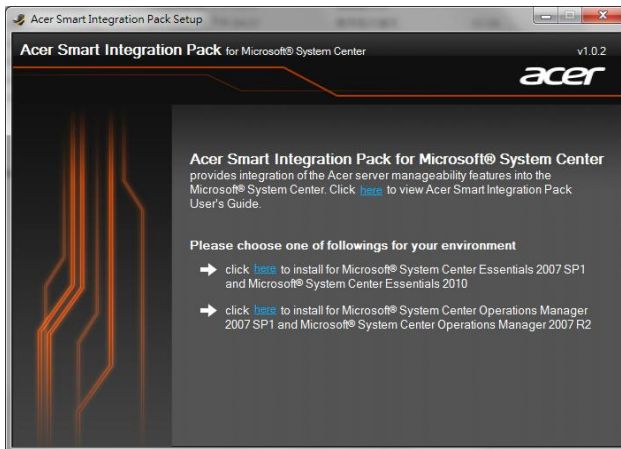 Acer Smart Integration Pack Setup
Acer Smart Integration Pack for Microsoft® System Center v1.0.2
acer
Acer Smart Integration Pack for Microsoft® System Center
provides integration of the Acer server manageability features into the
Microsoft® System Center. Click here to view Acer Smart Integration Pack
User's Guide.
Please choose one of followings for your environment
click here to install for Microsoft® System Center Essentials 2007 SP1
and Microsoft® System Center Essentials 2010
click here to install for Microsoft® System Center Operations Manager
2007 SP1 and Microsoft® System Center Operations Manager 2007 R2